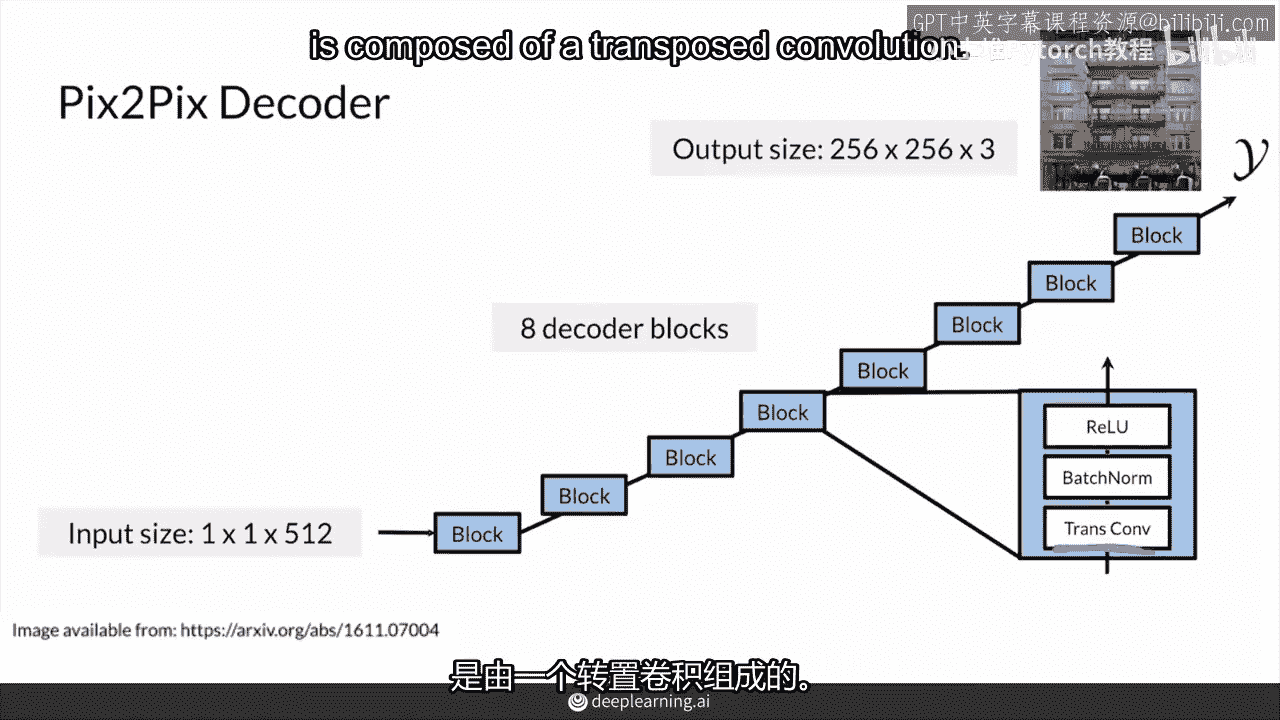 GPT中英字幕课程资源@bilibili.com
is composed of a transposed convolution.
ytorch教程 bilibili
Pix2Pix Decoder
Output size: 256 x 256 x 3
y
Block
Block
Block
8 decoder blocks
Block
Block
Block
Block
Input size: 1 x 1 x 512
Block
ReLU
BatchNorm
Trans Conv
Image available from: https://arxiv.org/abs/1611.07004
是由一个转置卷积组成的。
deeplearning.ai